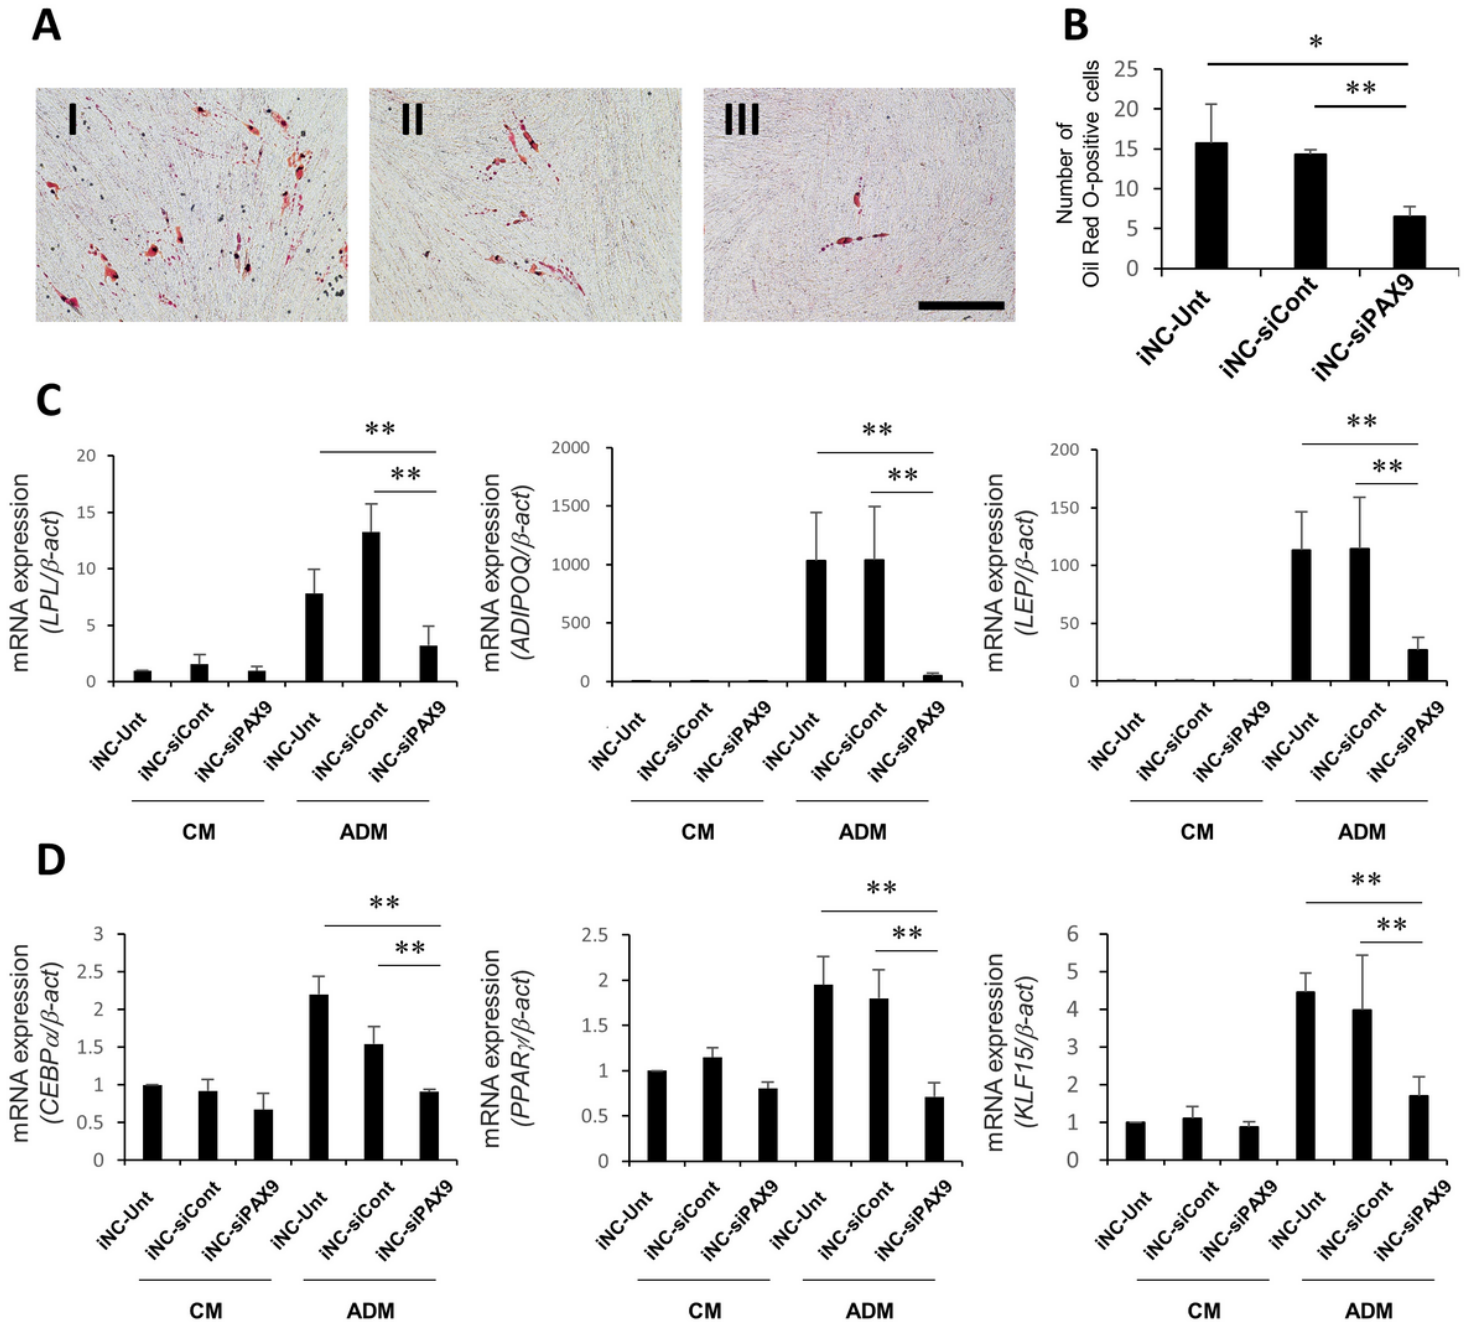 A
I
II
III
B
Number of
Oil Red O-positive cells
25
20
15
10
5
0
*
**
iNC-Unt
iNC-siCont
iNC-siPAX9
C
mRNA expression
(LPL/β-act)
20
15
10
5
0
**
**
iNC-Unt
iNC-siCont
iNC-siPAX9
iNC-Unt
iNC-siCont
iNC-siPAX9
CM
ADM
mRNA expression
(ADIPOQ/β-act)
2000
1500
1000
500
0
**
**
iNC-Unt
iNC-siCont
iNC-siPAX9
iNC-Unt
iNC-siCont
iNC-siPAX9
CM
ADM
mRNA expression
(LEP/β-act)
200
150
100
50
0
**
**
iNC-Unt
iNC-siCont
iNC-siPAX9
iNC-Unt
iNC-siCont
iNC-siPAX9
CM
ADM
D
mRNA expression
(CEBPα/β-act)
3
2.5
2
1.5
1
0.5
0
**
**
iNC-Unt
iNC-siCont
iNC-siPAX9
iNC-Unt
iNC-siCont
iNC-siPAX9
CM
ADM
mRNA expression
(PPARγ/β-act)
2.5
2
1.5
1
0.5
0
**
**
iNC-Unt
iNC-siCont
iNC-siPAX9
iNC-Unt
iNC-siCont
iNC-siPAX9
CM
ADM
mRNA expression
(KLF15/β-act)
6
5
4
3
2
1
0
**
**
iNC-Unt
iNC-siCont
iNC-siPAX9
iNC-Unt
iNC-siCont
iNC-siPAX9
CM
ADM